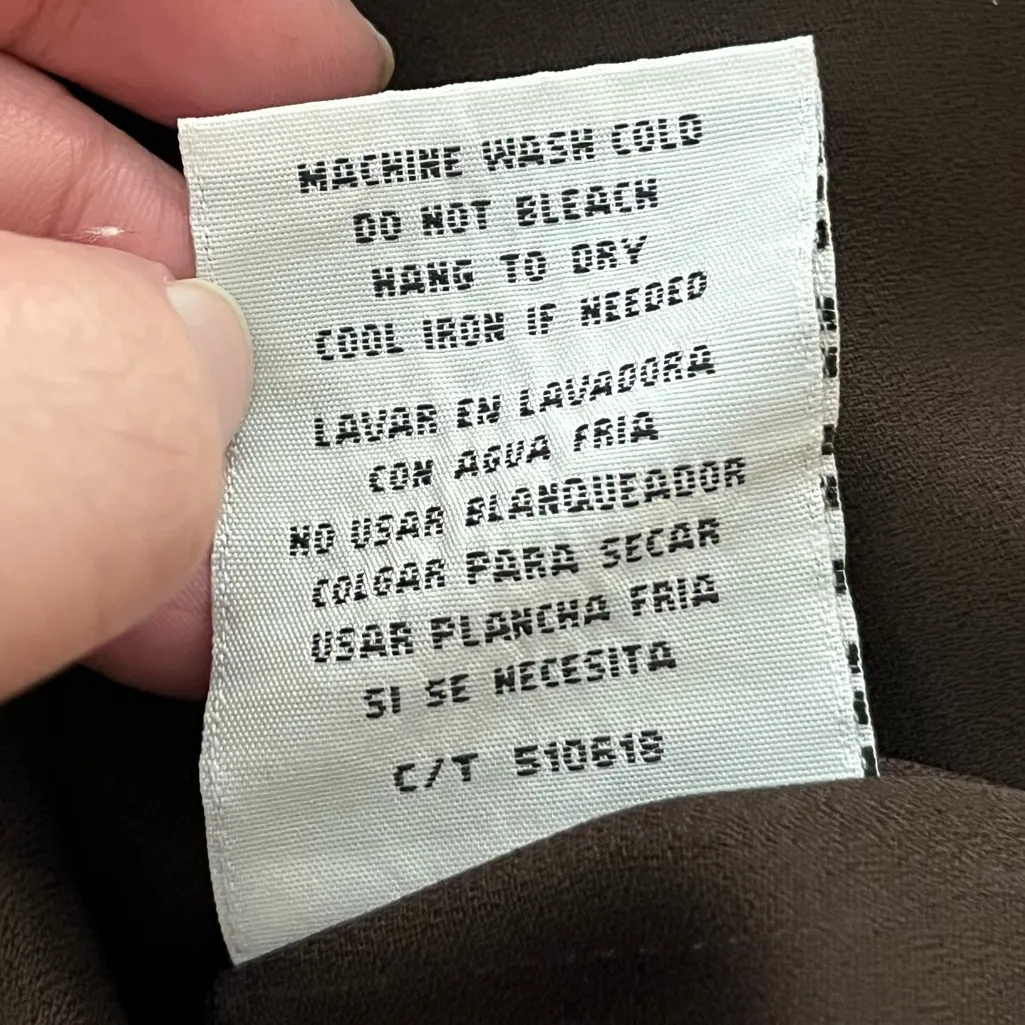 MACHINE WASH COLD
DO NOT BLEACH
HANG TO DRY
COOL IRON IF NEEDED
LAVAR EN LAVADORA
CON AGUA FRIA
NO USAR BLANQUEADOR
COLGAR PARA SECAR
USAR PLANCHA FRIA
SI SE NECESITA
C/T 510618